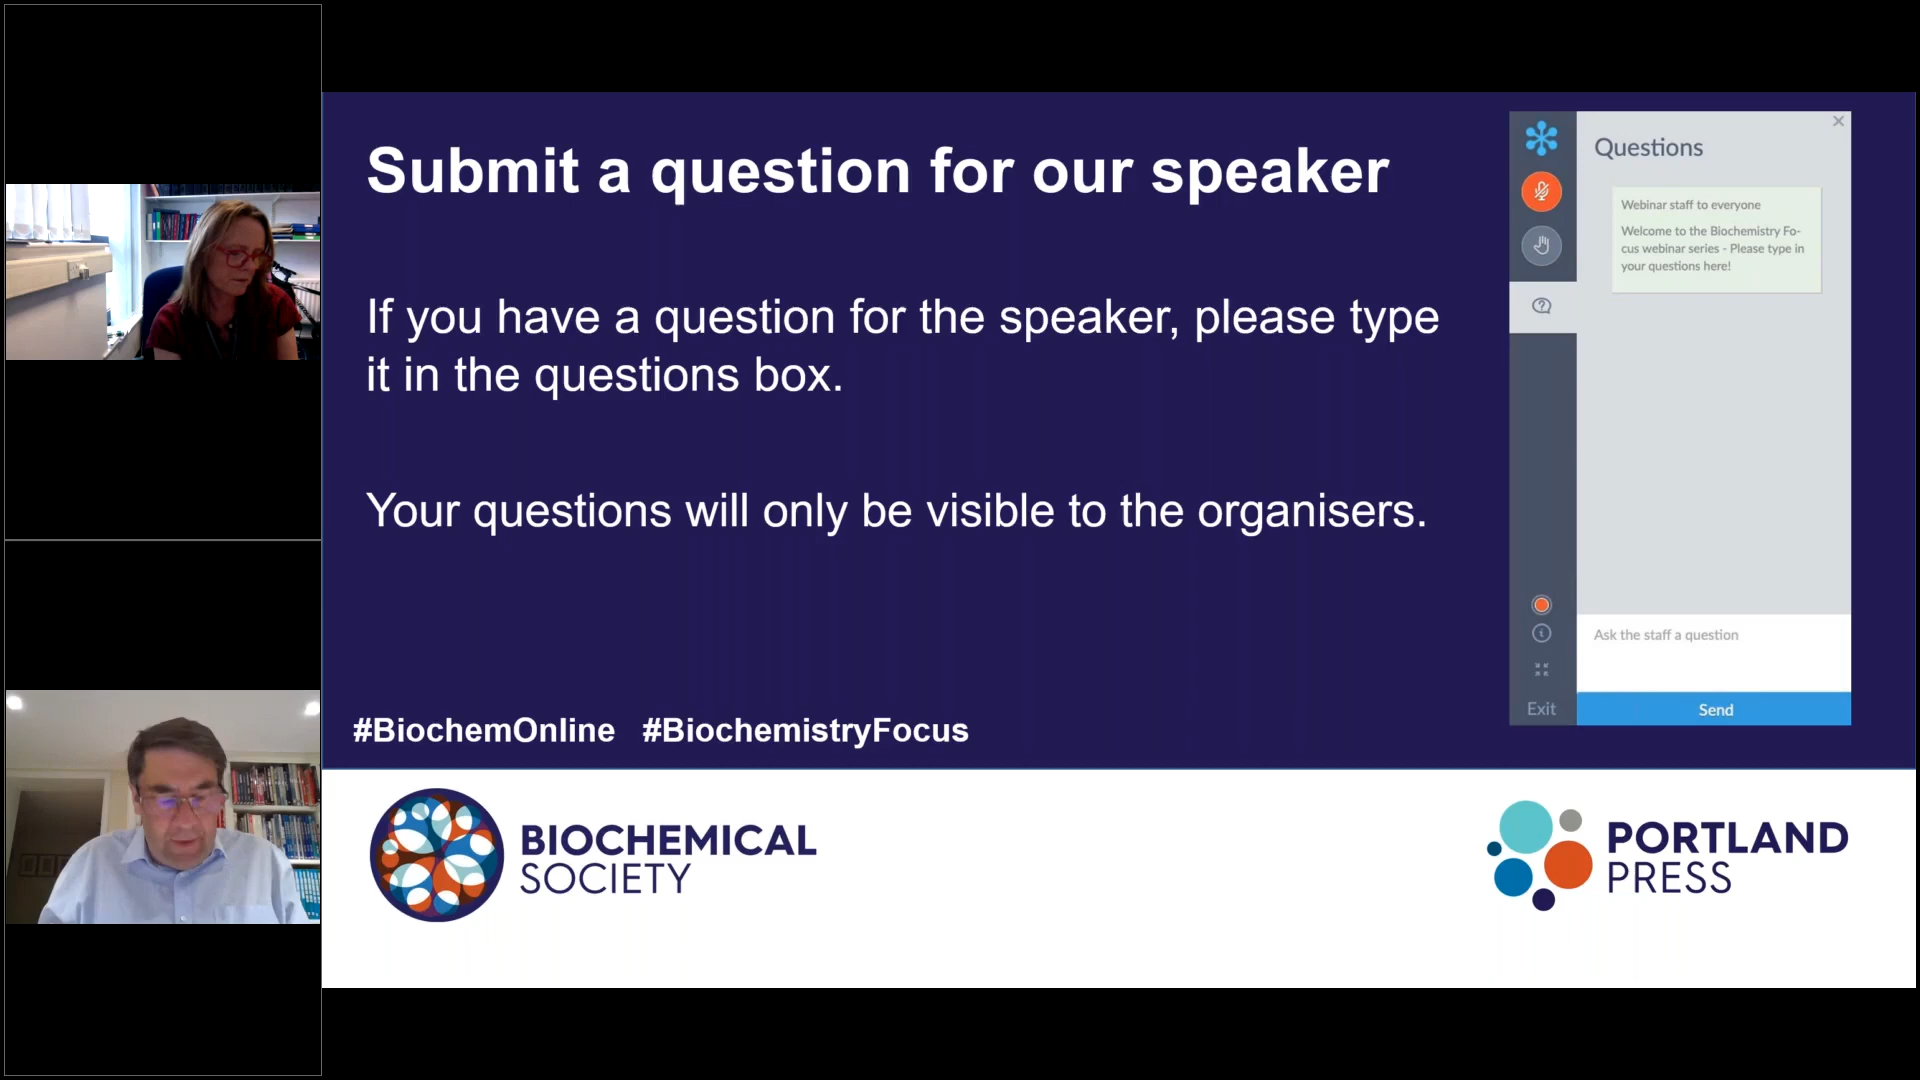 Submit a question for our speaker
If you have a question for the speaker, please type
it in the questions box.
Your questions will only be visible to the organisers.
#BiochemOnline #BiochemistryFocus
BIOCHEMICAL
SOCIETY
Questions
Webinar staff to everyone
Welcome to the Biochemistry Fo-
cus webinar series - Please type in
your questions here!
Ask the staff a question
Exit
Send
PORTLAND
PRESS